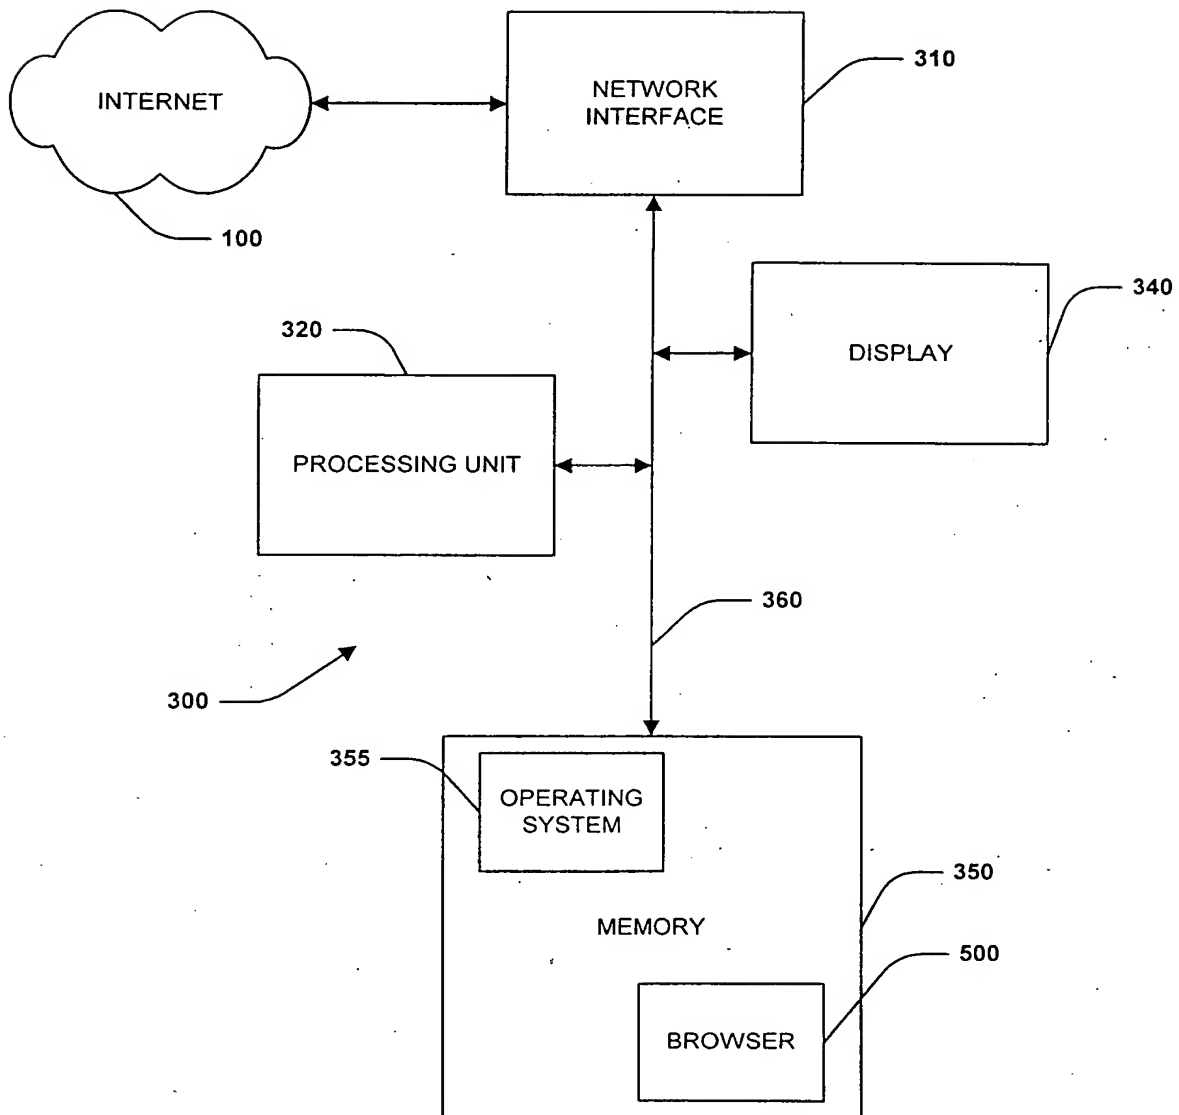 INTERNET
NETWORK
INTERFACE
310
100
340
320
DISPLAY
PROCESSING UNIT
360
300
355
OPERATING
SYSTEM
350
MEMORY
500
BROWSER